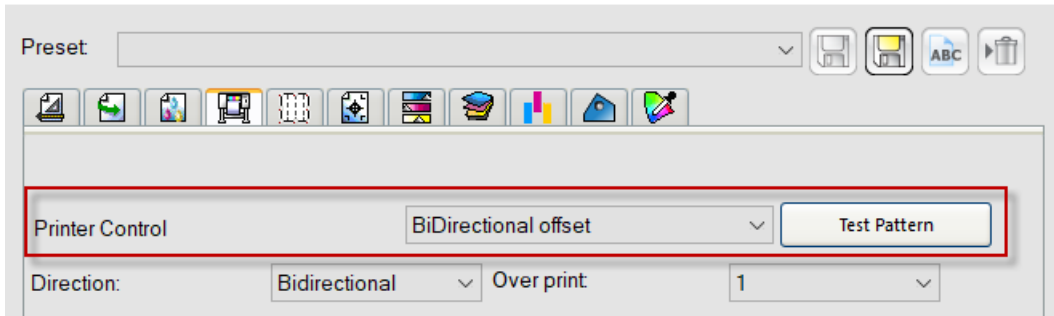 Preset:
ABC
Printer Control BiDirectional offset Test Pattern
Direction: Bidirectional Over print: 1